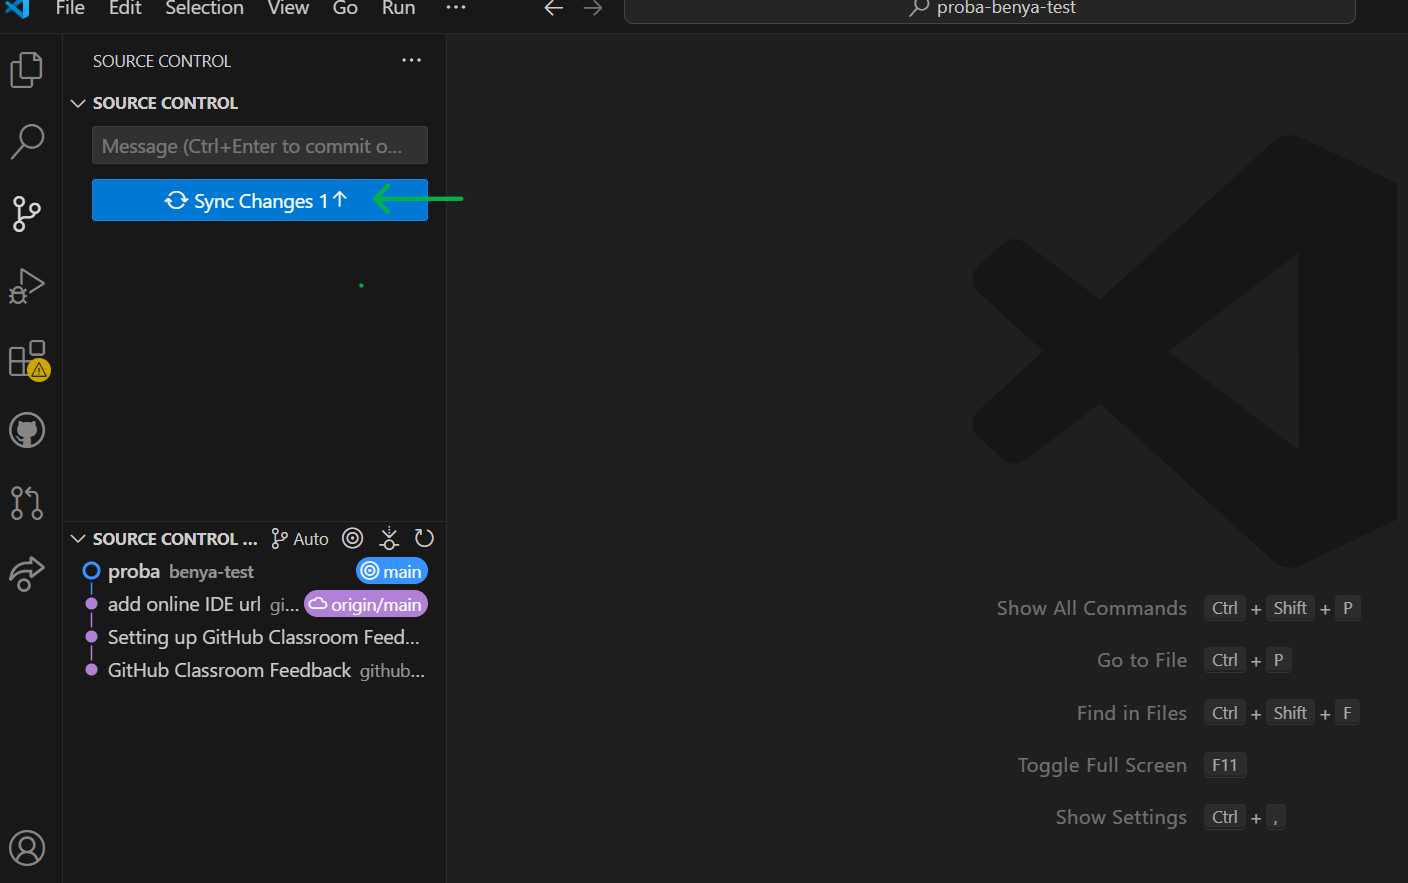 File Edit Selection View Go Run ···
proba-benya-test
SOURCE CONTROL ···
SOURCE CONTROL
Message (Ctrl+Enter to commit o...
Sync Changes 1↑
SOURCE CONTROL ... Auto
proba benya-test main
add online IDE url gi... origin/main
Setting up GitHub Classroom Feed...
GitHub Classroom Feedback github...
Show All Commands Ctrl + Shift + P
Go to File Ctrl + P
Find in Files Ctrl + Shift + F
Toggle Full Screen F11
Show Settings Ctrl + ,